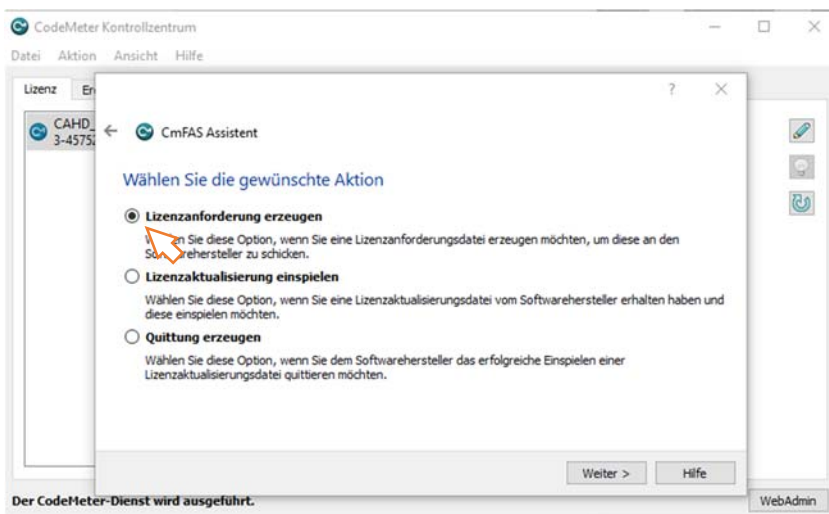 CodeMeter Kontrollzentrum
Datei Aktion Ansicht Hilfe
Lizenz
CAHD_
3-4575
CmFAS Assistent
Wählen Sie die gewünschte Aktion
Lizenzanforderung erzeugen
Sie diese Option, wenn Sie eine Lizenzanforderungsdatei erzeugen möchten, um diese an den
zu schicken.
Lizenzaktualisierung einspielen
Wählen Sie diese Option, wenn Sie eine Lizenzaktualisierungsdatei vom Softwarehersteller erhalten haben und
diese einspielen möchten.
Quittung erzeugen
Wählen Sie diese Option, wenn Sie dem Softwarehersteller das erfolgreiche Einspielen einer
Lizenzaktualisierungsdatei quittieren möchten.
Weiter > Hilfe
Der CodeMeter-Dienst wird ausgeführt. WebAdmin